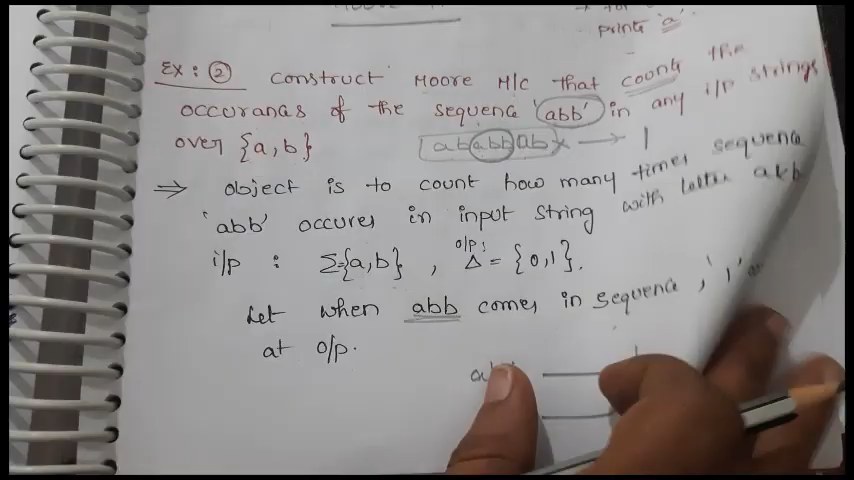 prints 'a'
Ex: ② construct Moore M/c that counts the
occurances of the sequence 'abb' in any i/p strings
over {a, b} ababbabx → 1
⇒ object is to count how many times sequence
'abb' occures in input string with letter a&b
i/p : Σ={a,b} , o/p: Δ = {0,1}.
Let when abb comes in sequence, '1'
at o/p.